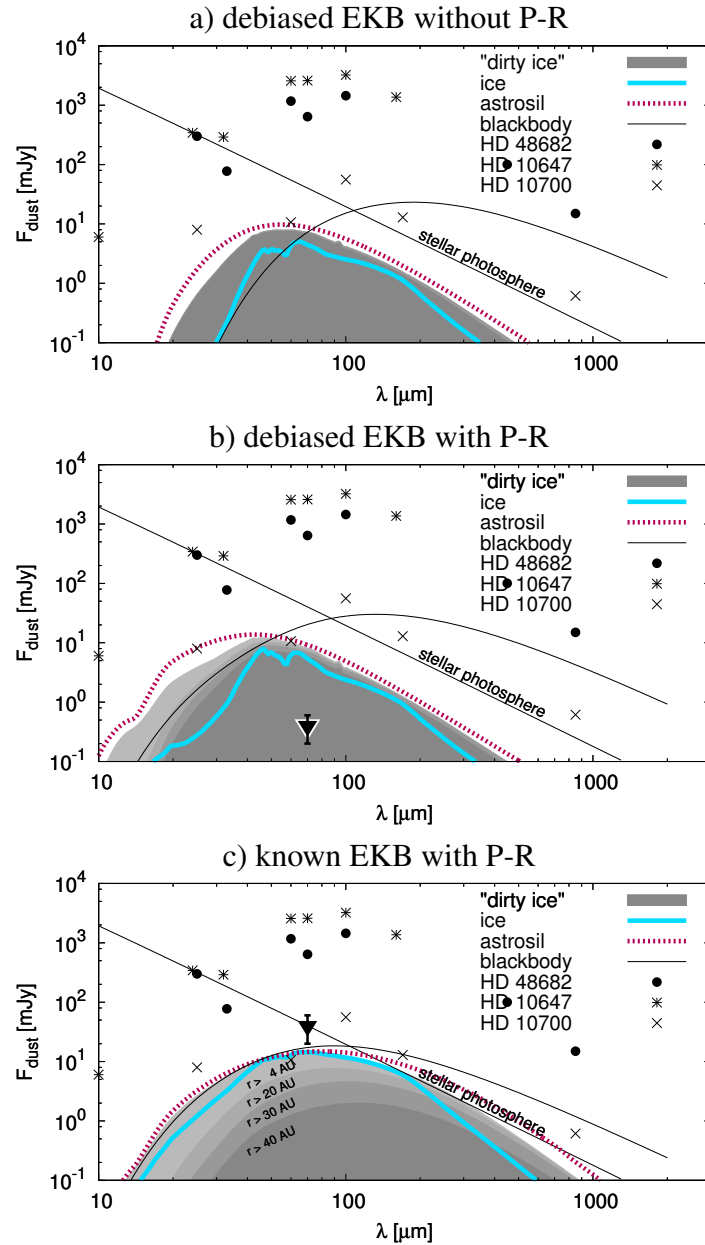 a) debiased EKB without P-R
10⁴
10³
10²
10¹
10⁰
10⁻¹
F_dust [mJy]
"dirty ice"
ice
astrosil
blackbody
HD 48682
HD 10647
HD 10700
stellar photosphere
10 100 1000
λ [μm]
b) debiased EKB with P-R
10⁴
10³
10²
10¹
10⁰
10⁻¹
F_dust [mJy]
"dirty ice"
ice
astrosil
blackbody
HD 48682
HD 10647
HD 10700
stellar photosphere
10 100 1000
λ [μm]
c) known EKB with P-R
10⁴
10³
10²
10¹
10⁰
10⁻¹
F_dust [mJy]
"dirty ice"
ice
astrosil
blackbody
HD 48682
HD 10647
HD 10700
stellar photosphere
r > 4 AU
r > 20 AU
r > 30 AU
r > 40 AU
10 100 1000
λ [μm]